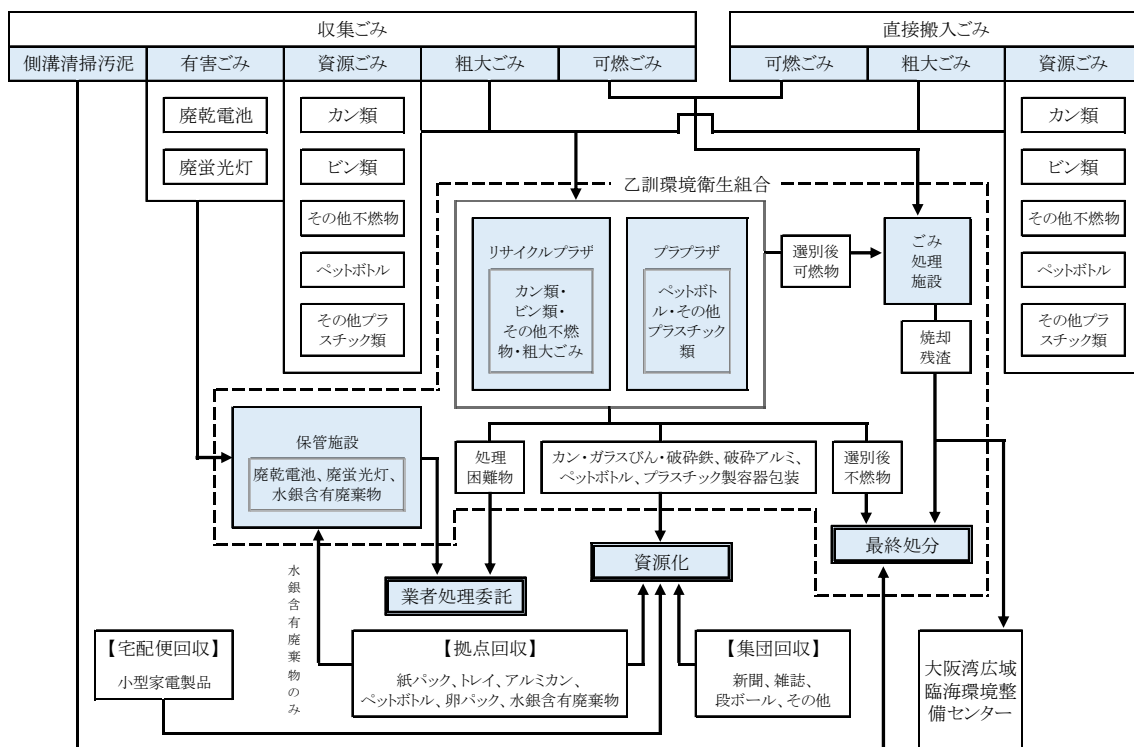 収集ごみ
直接搬入ごみ
側溝清掃汚泥
有害ごみ
資源ごみ
粗大ごみ
可燃ごみ
可燃ごみ
粗大ごみ
資源ごみ
廃乾電池
廃蛍光灯
カン類
ビン類
その他不燃物
ペットボトル
その他プラ
スチック類
カン類
ビン類
その他不燃物
ペットボトル
その他プラ
スチック類
乙訓環境衛生組合
リサイクルプラザ
カン類・
ビン類・
その他不燃
物・粗大ごみ
プラプラザ
ペットボト
ル・その他
プラスチック
類
選別後
可燃物
ごみ
処理
施設
焼却
残渣
保管施設
廃乾電池、廃蛍光灯、
水銀含有廃棄物
処理
困難物
カン・ガラスびん・破砕鉄、破砕アルミ、
ペットボトル、プラスチック製容器包装
選別後
不燃物
最終処分
資源化
業者処理委託
水銀含有廃棄物のみ
【宅配便回収】
小型家電製品
【拠点回収】
紙パック、トレイ、アルミカン、
ペットボトル、卵パック、水銀含有廃棄物
【集団回収】
新聞、雑誌、
段ボール、その他
大阪湾広域
臨海環境整
備センター